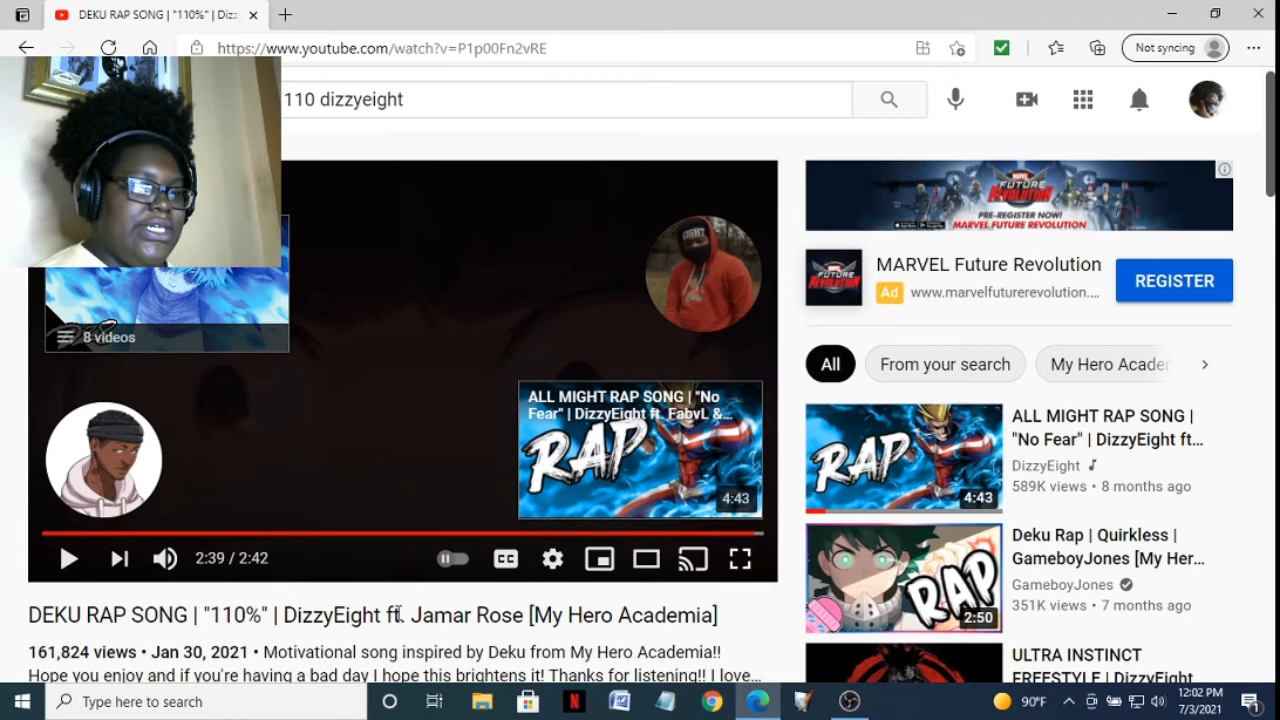 DEKU RAP SONG | "110%" | Diz
https://www.youtube.com/watch?v=P1p00Fn2vRE
Not syncing
110 dizzyeight
8 videos
ALL MIGHT RAP SONG | "No
Fear" | DizzyEight ft. FabvL &...
RAP
4:43
2:39 / 2:42
CC
DEKU RAP SONG | "110%" | DizzyEight ft. Jamar Rose [My Hero Academia]
161,824 views • Jan 30, 2021 • Motivational song inspired by Deku from My Hero Academia!!
Hope you enjoy and if you're having a bad day I hope this brightens it! Thanks for listening!! I love...
MARVEL
FUTURE
REVOLUTION
PRE-REGISTER NOW!
MARVEL FUTURE REVOLUTION
MARVEL Future Revolution
Ad www.marvelfuturerevolution....
REGISTER
All
From your search
My Hero Academ
RAP
4:43
ALL MIGHT RAP SONG |
"No Fear" | DizzyEight ft...
DizzyEight
589K views • 8 months ago
RAP
2:50
Deku Rap | Quirkless |
GameboyJones [My Her...
GameboyJones
351K views • 7 months ago
ULTRA INSTINCT
FREESTYLE | DizzyEight
Type here to search
90°F
12:02 PM
7/3/2021